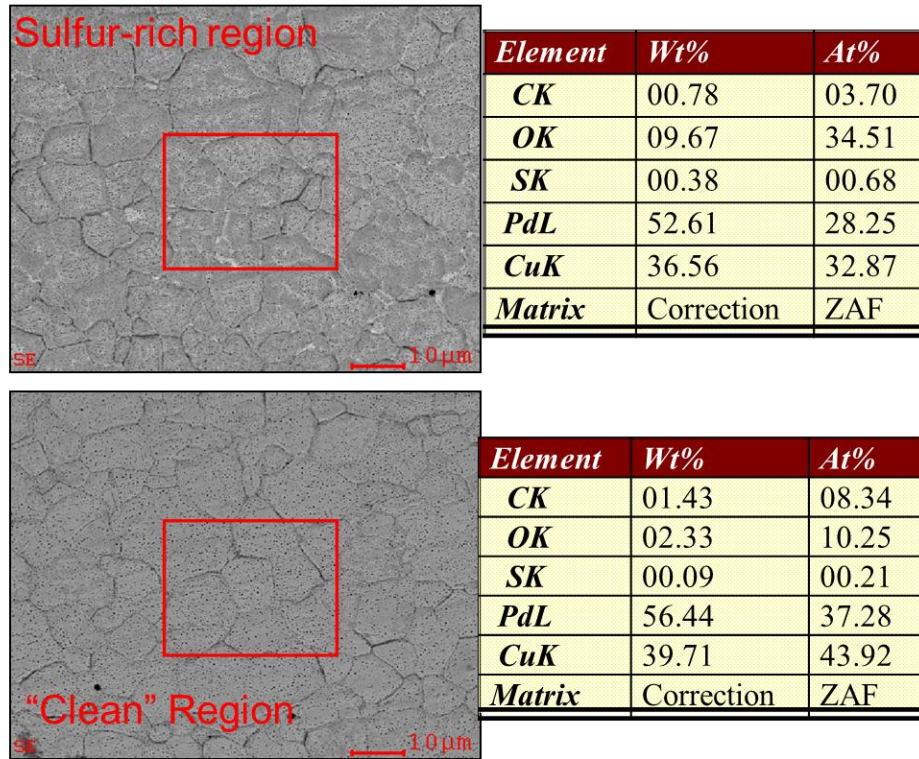 Sulfur-rich region
SE
10μm
Element Wt% At%
CK 00.78 03.70
OK 09.67 34.51
SK 00.38 00.68
PdL 52.61 28.25
CuK 36.56 32.87
Matrix Correction ZAF
"Clean" Region
SE
10μm
Element Wt% At%
CK 01.43 08.34
OK 02.33 10.25
SK 00.09 00.21
PdL 56.44 37.28
CuK 39.71 43.92
Matrix Correction ZAF